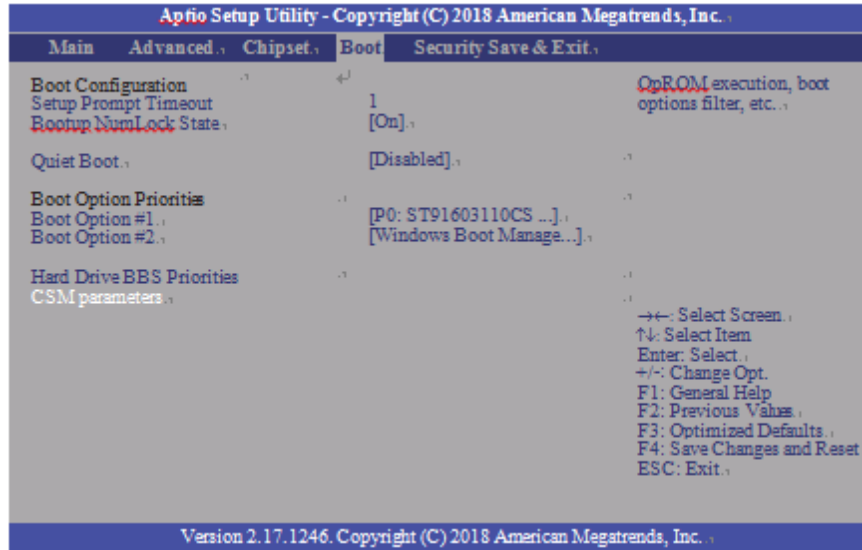 Aptio Setup Utility - Copyright (C) 2018 American Megatrends, Inc.
Main Advanced Chipset Boot Security Save & Exit
Boot Configuration
Setup Prompt Timeout 1
Bootup NumLock State [On]
Quiet Boot [Disabled]
Boot Option Priorities
Boot Option #1 [P0: ST91603110CS ...]
Boot Option #2 [Windows Boot Manage...]
Hard Drive BBS Priorities
CSM parameters
OpROM execution, boot
options filter, etc.
→←: Select Screen
↑↓: Select Item
Enter: Select
+/-: Change Opt.
F1: General Help
F2: Previous Values
F3: Optimized Defaults
F4: Save Changes and Reset
ESC: Exit
Version 2.17.1246. Copyright (C) 2018 American Megatrends, Inc.